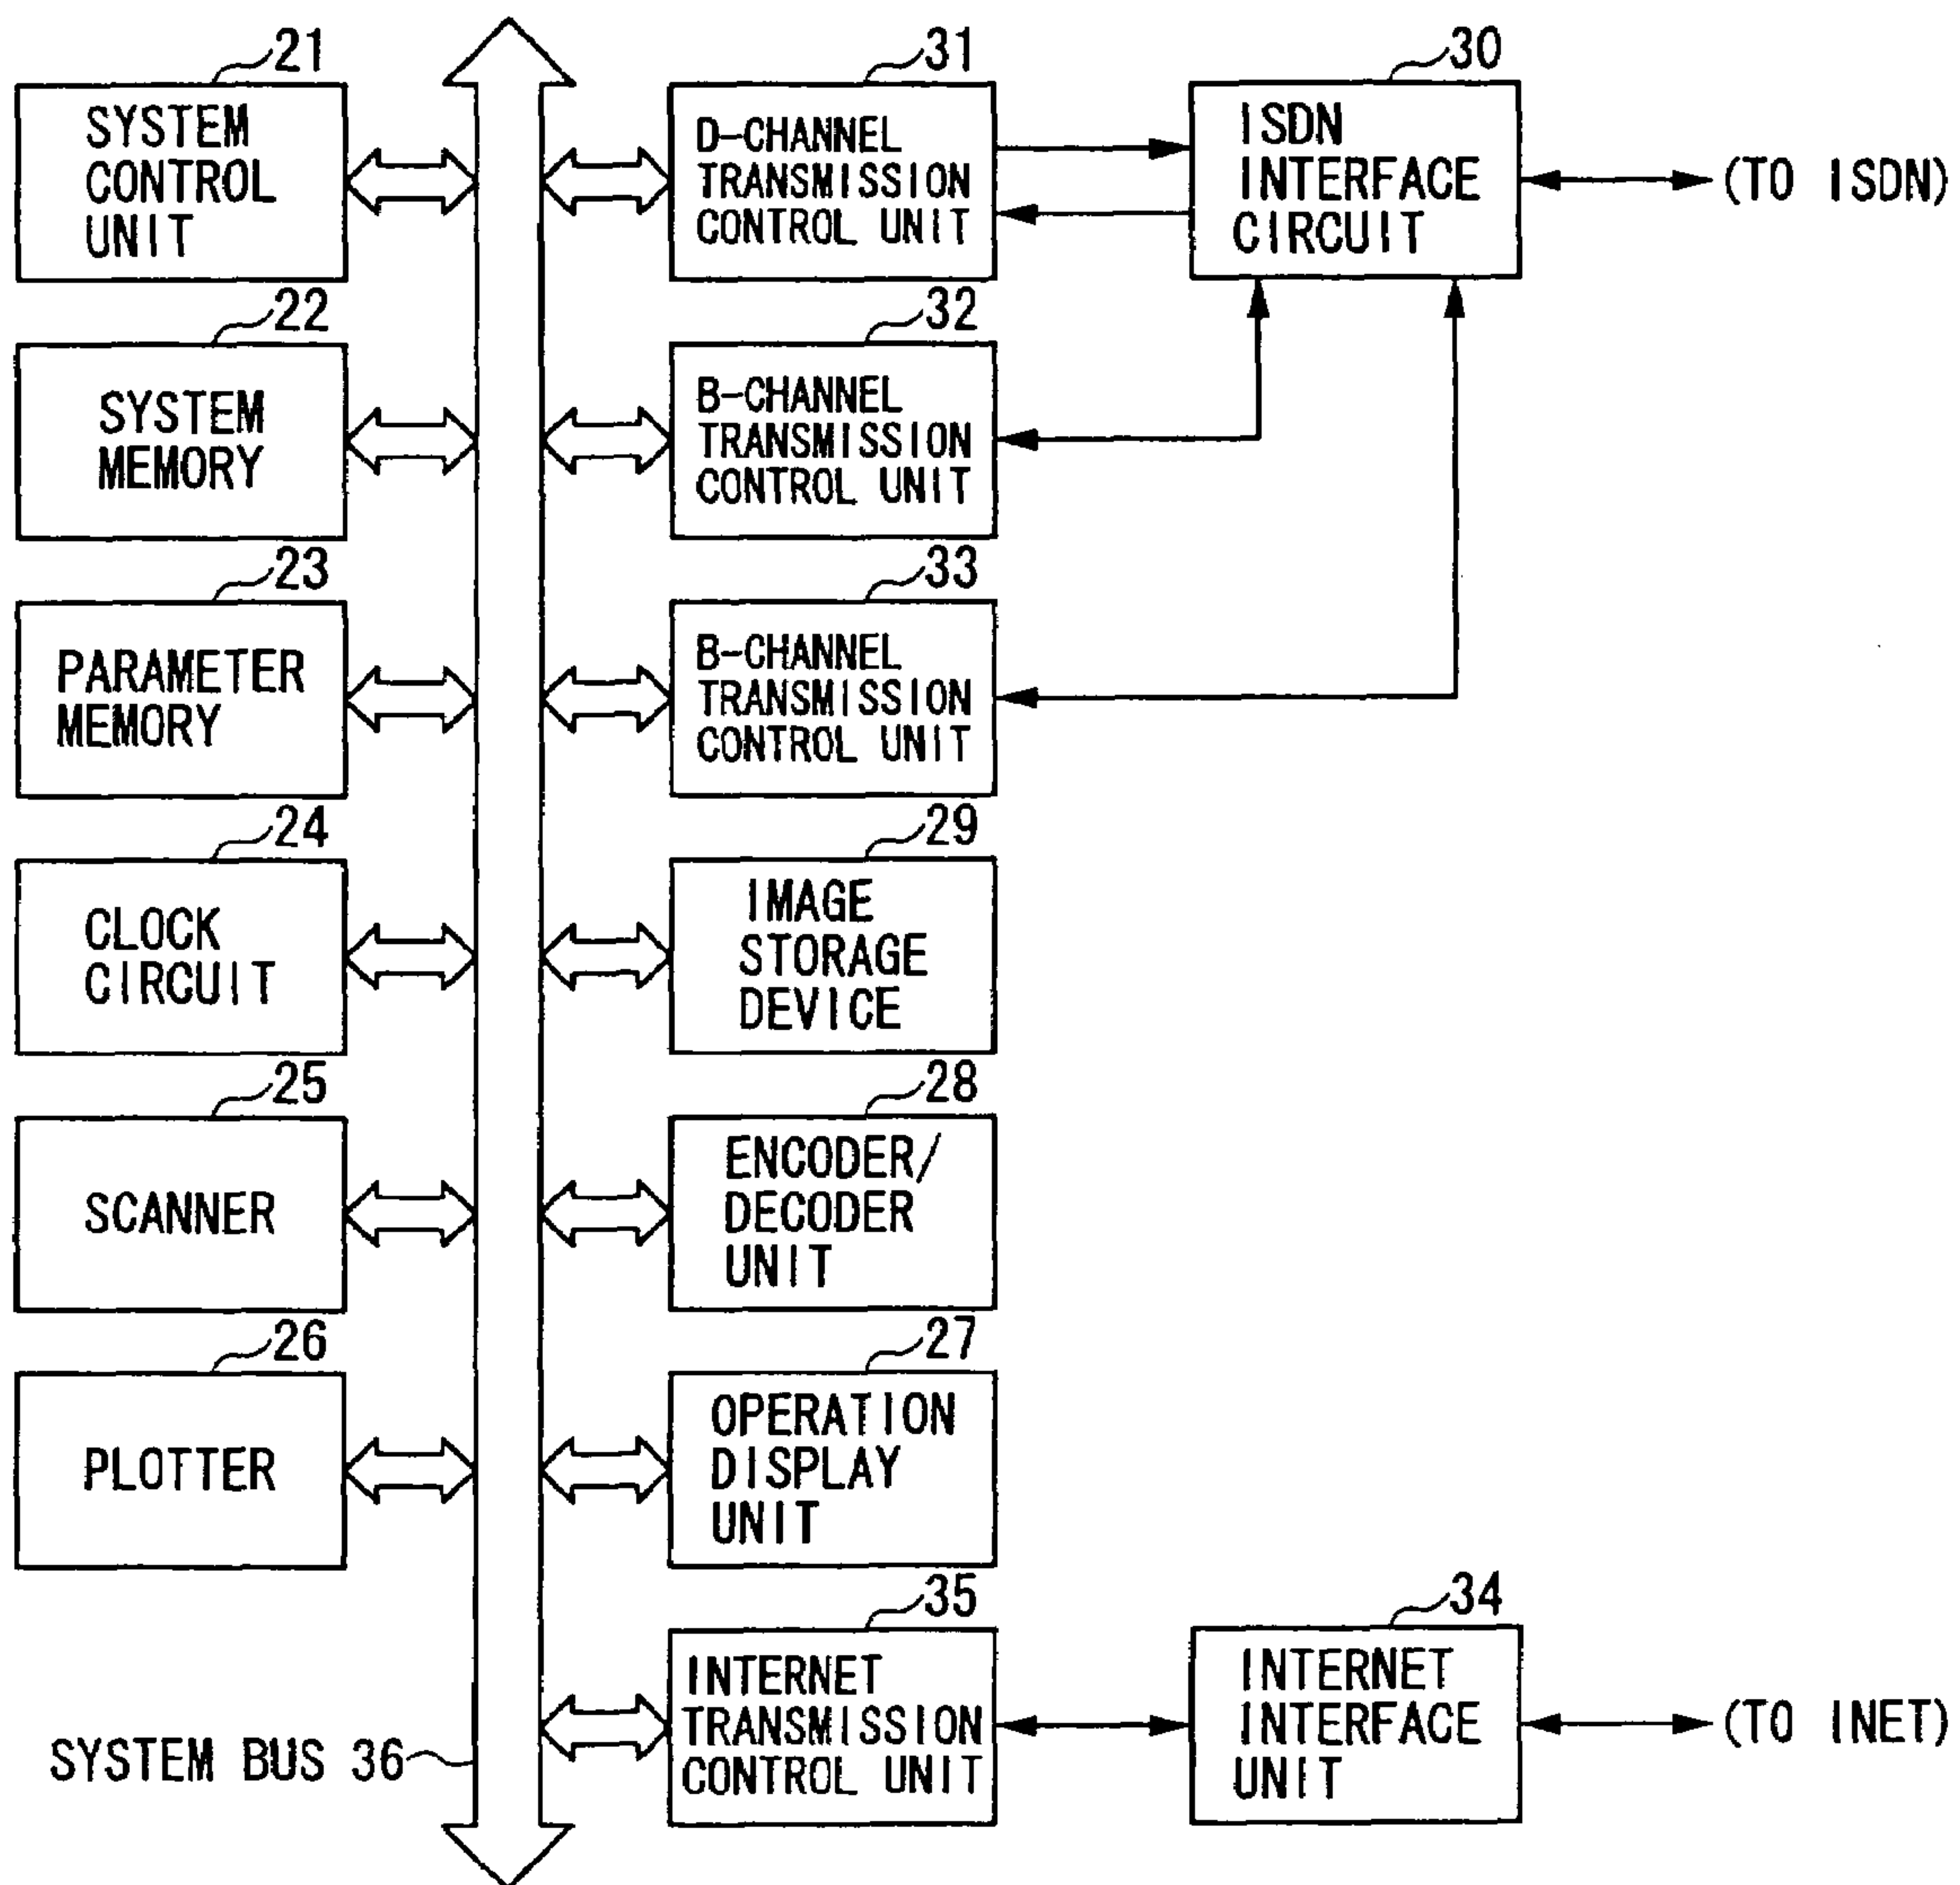 21
SYSTEM
CONTROL
UNIT
22
SYSTEM
MEMORY
23
PARAMETER
MEMORY
24
CLOCK
CIRCUIT
25
SCANNER
26
PLOTTER
SYSTEM BUS 36
31
D-CHANNEL
TRANSMISSION
CONTROL UNIT
32
B-CHANNEL
TRANSMISSION
CONTROL UNIT
33
B-CHANNEL
TRANSMISSION
CONTROL UNIT
29
IMAGE
STORAGE
DEVICE
28
ENCODER/
DECODER
UNIT
27
OPERATION
DISPLAY
UNIT
35
INTERNET
TRANSMISSION
CONTROL UNIT
30
ISDN
INTERFACE
CIRCUIT
(TO ISDN)
34
INTERNET
INTERFACE
UNIT
(TO INET)